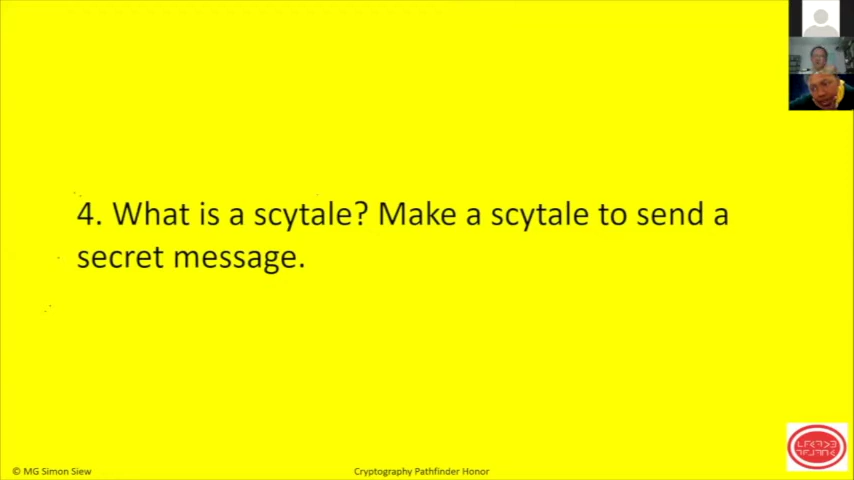 4. What is a scytale? Make a scytale to send a
secret message.
© MG Simon Siew
Cryptography Pathfinder Honor